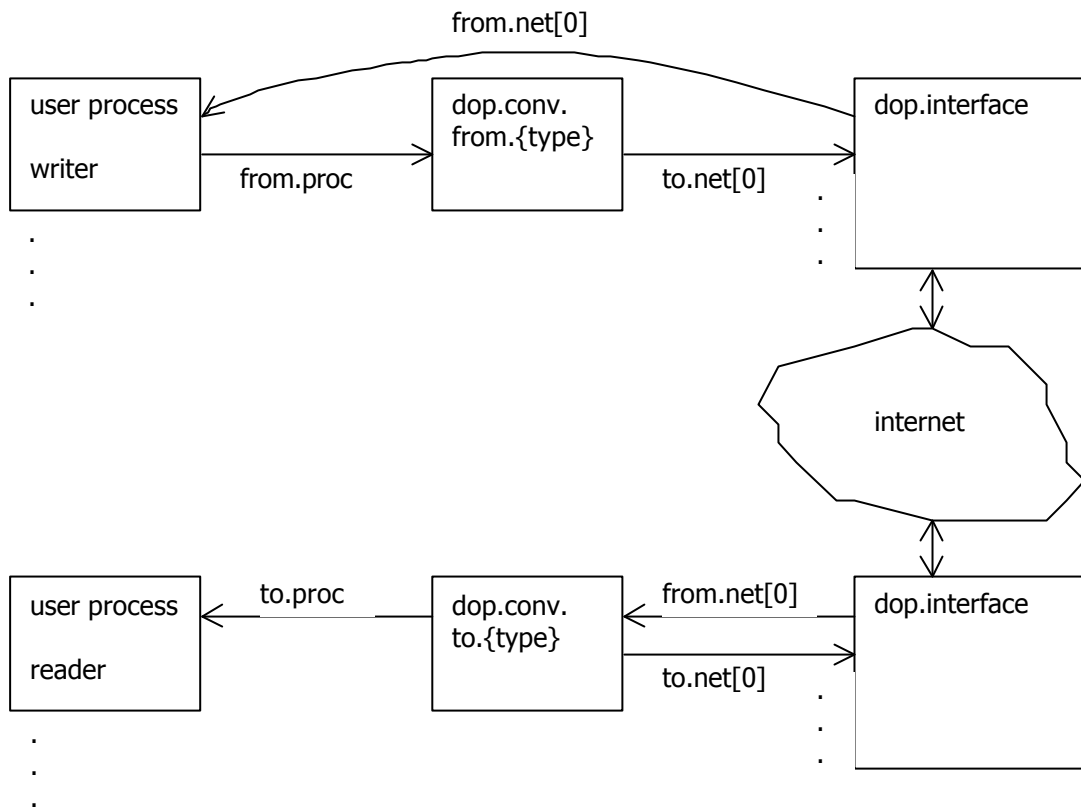 from.net[0]
user process
writer
from.proc
dop.conv.
from.{type}
to.net[0]
dop.interface
.
.
.
.
.
.
internet
user process
reader
to.proc
dop.conv.
to.{type}
from.net[0]
to.net[0]
dop.interface
.
.
.
.
.
.